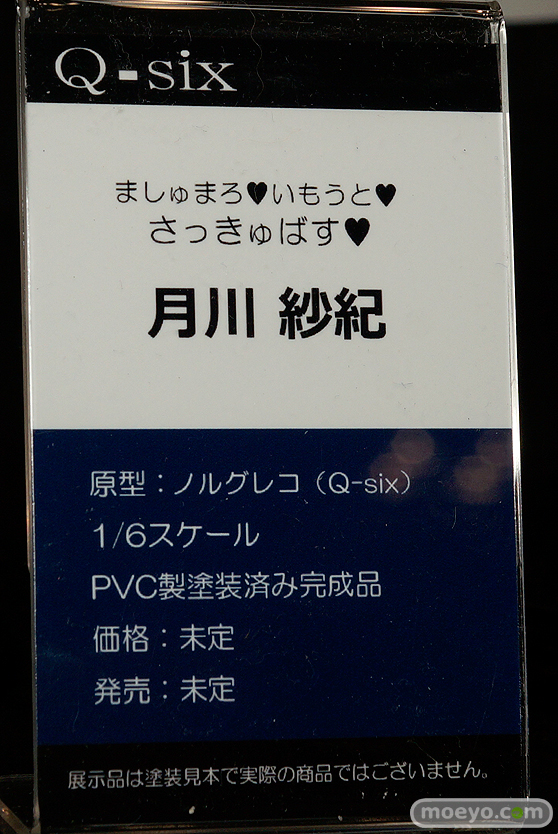 Q-six
ましゅまろ♥いもうと♥
さっきゅばす♥
月川 紗紀
原型：ノルグレコ（Q-six）
1/6スケール
PVC製塗装済み完成品
価格：未定
発売：未定
展示品は塗装見本で実際の商品ではございません。
moeyo.com